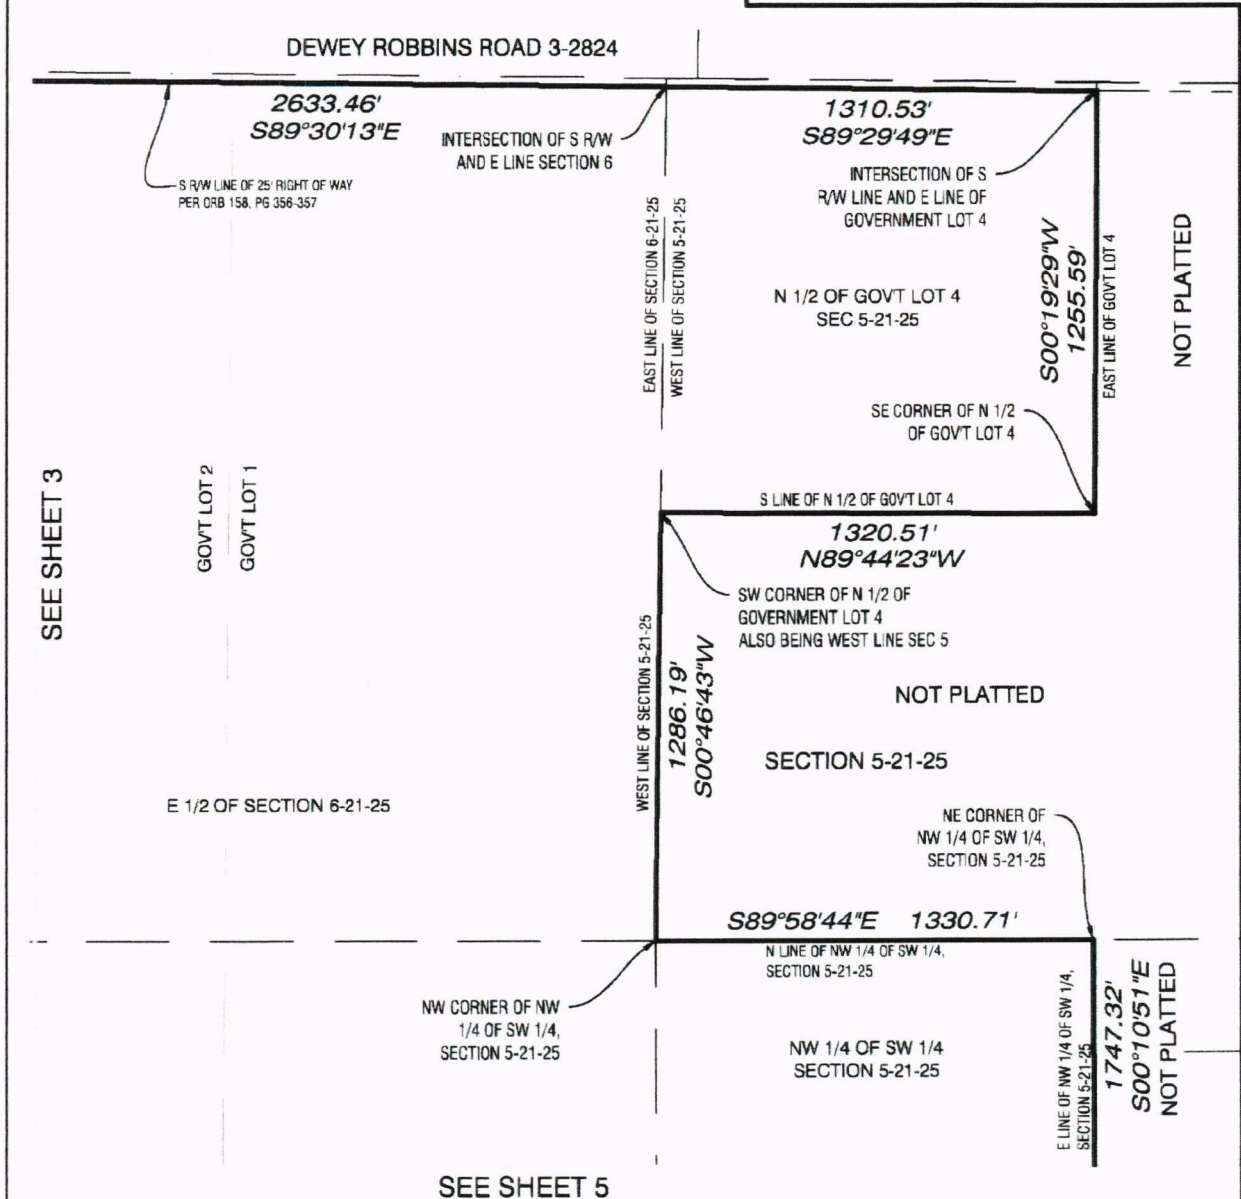 DEWEY ROBBINS ROAD 3-2824
2633.46'
S89°30'13"E
INTERSECTION OF S R/W
AND E LINE SECTION 6
1310.53'
S89°29'49"E
S R/W LINE OF 25' RIGHT OF WAY
PER ORB 158, PG 356-357
INTERSECTION OF S
R/W LINE AND E LINE OF
GOVERNMENT LOT 4
EAST LINE OF SECTION 6-21-25
WEST LINE OF SECTION 5-21-25
N 1/2 OF GOV'T LOT 4
SEC 5-21-25
S00°19'29"W
1255.59'
EAST LINE OF GOV'T LOT 4
NOT PLATTED
SE CORNER OF N 1/2
OF GOV'T LOT 4
SEE SHEET 3
GOV'T LOT 2
GOV'T LOT 1
S LINE OF N 1/2 OF GOV'T LOT 4
1320.51'
N89°44'23"W
SW CORNER OF N 1/2 OF
GOVERNMENT LOT 4
ALSO BEING WEST LINE SEC 5
WEST LINE OF SECTION 5-21-25
1286.19'
S00°46'43"W
NOT PLATTED
SECTION 5-21-25
E 1/2 OF SECTION 6-21-25
NE CORNER OF
NW 1/4 OF SW 1/4,
SECTION 5-21-25
S89°58'44"E 1330.71'
N LINE OF NW 1/4 OF SW 1/4,
SECTION 5-21-25
NW CORNER OF NW
1/4 OF SW 1/4,
SECTION 5-21-25
NW 1/4 OF SW 1/4
SECTION 5-21-25
E LINE OF NW 1/4 OF SW 1/4,
SECTION 5-21-25
1747.32'
S00°10'51"E
NOT PLATTED
SEE SHEET 5